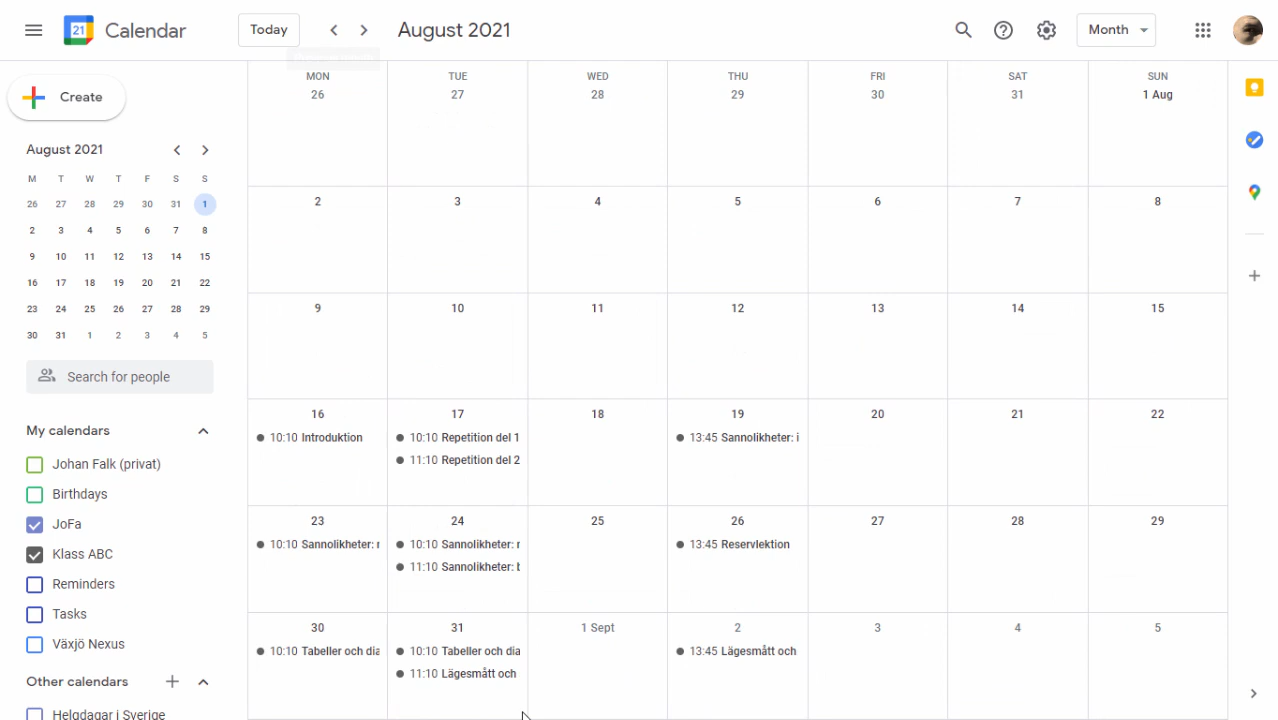 21 Calendar Today August 2021 Month
Create
August 2021
M T W T F S S
26 27 28 29 30 31 1
2 3 4 5 6 7 8
9 10 11 12 13 14 15
16 17 18 19 20 21 22
23 24 25 26 27 28 29
30 31 1 2 3 4 5
Search for people
My calendars
Johan Falk (privat)
Birthdays
JoFa
Klass ABC
Reminders
Tasks
Växjö Nexus
Other calendars
Helgdagar i Sverige
MON TUE WED THU FRI SAT SUN
26 27 28 29 30 31 1 Aug
2 3 4 5 6 7 8
9 10 11 12 13 14 15
16 17 18 19 20 21 22
10:10 Introduktion 10:10 Repetition del 1 13:45 Sannolikheter: i
11:10 Repetition del 2
23 24 25 26 27 28 29
10:10 Sannolikheter: r 10:10 Sannolikheter: r 13:45 Reservlektion
11:10 Sannolikheter: b
30 31 1 Sept 2 3 4 5
10:10 Tabeller och dia 10:10 Tabeller och dia 13:45 Lägesmått och
11:10 Lägesmått och